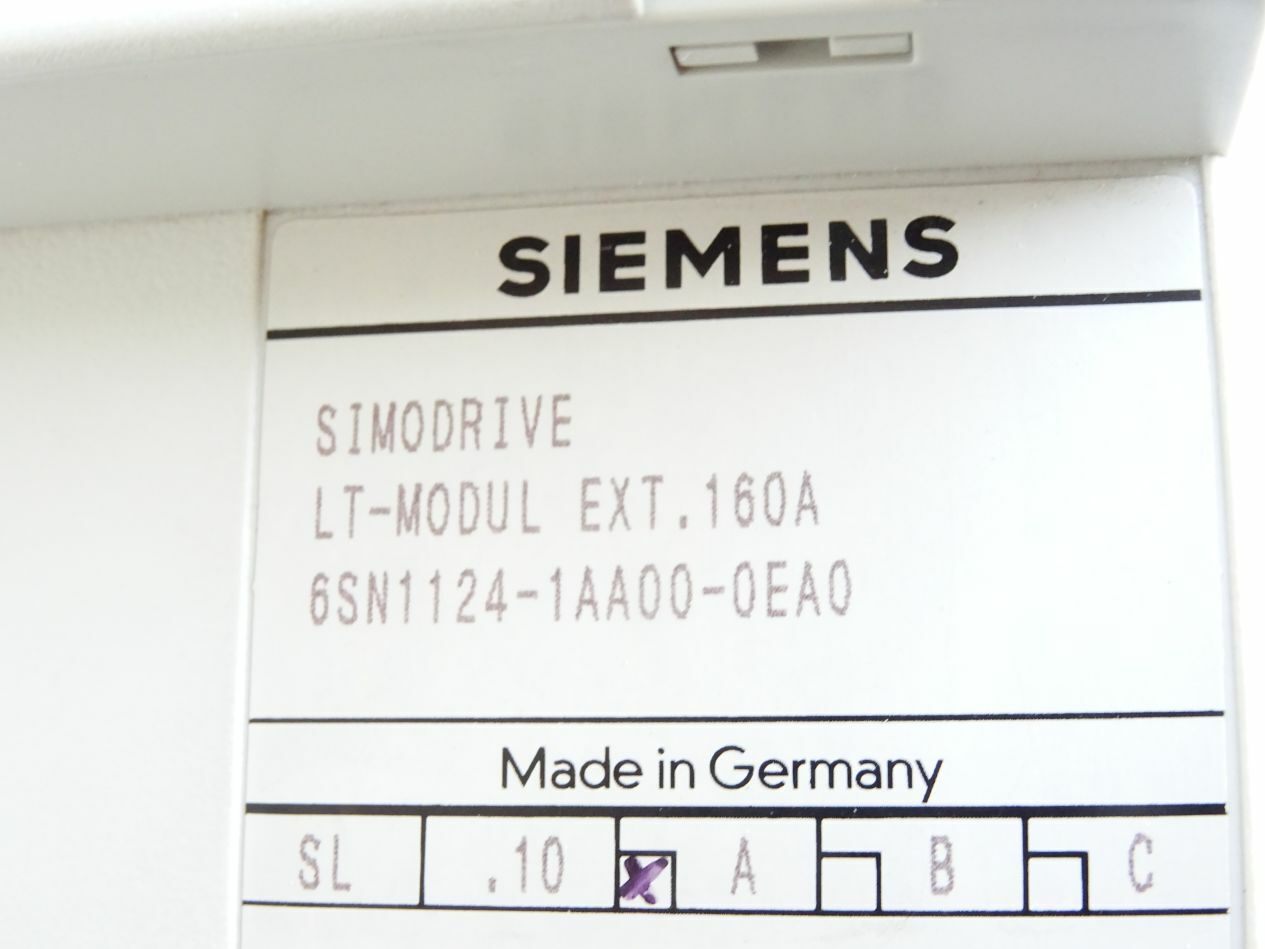 SIEMENS
SIMODRIVE
LT-MODUL EXT.160A
6SN1124-1AA00-0EA0
Made in Germany
SL .10 A B C